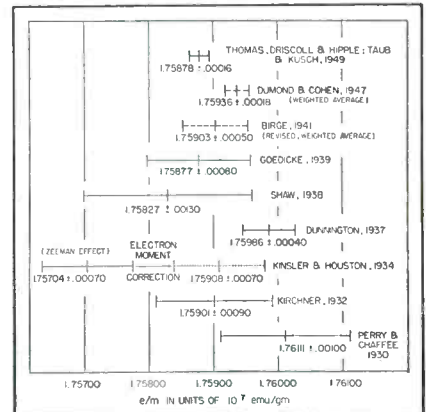 THOMAS, DRISCOLL & HIPPLE; TAUB
& KUSCH, 1949
1.75878 ± .00016
DUMOND & COHEN, 1947
(WEIGHTED AVERAGE)
1.75936 ± .00018
BIRGE, 1941
(REVISED, WEIGHTED AVERAGE)
1.75903 ± .00050
GOEDICKE, 1939
1.75877 ± .00080
SHAW, 1938
1.75827 ± .00130
DUNNINGTON, 1937
1.75986 ± .00040
(ZEEMAN EFFECT)
ELECTRON
MOMENT
CORRECTION
KINSLER & HOUSTON, 1934
1.75704 ± .00070
1.75908 ± .00070
KIRCHNER, 1932
1.75901 ± .00090
PERRY &
CHAFFEE
1930
1.76111 ± .00100
1.75700 1.75800 1.75900 1.76000 1.76100
e/m IN UNITS OF 10⁷ emu/gm